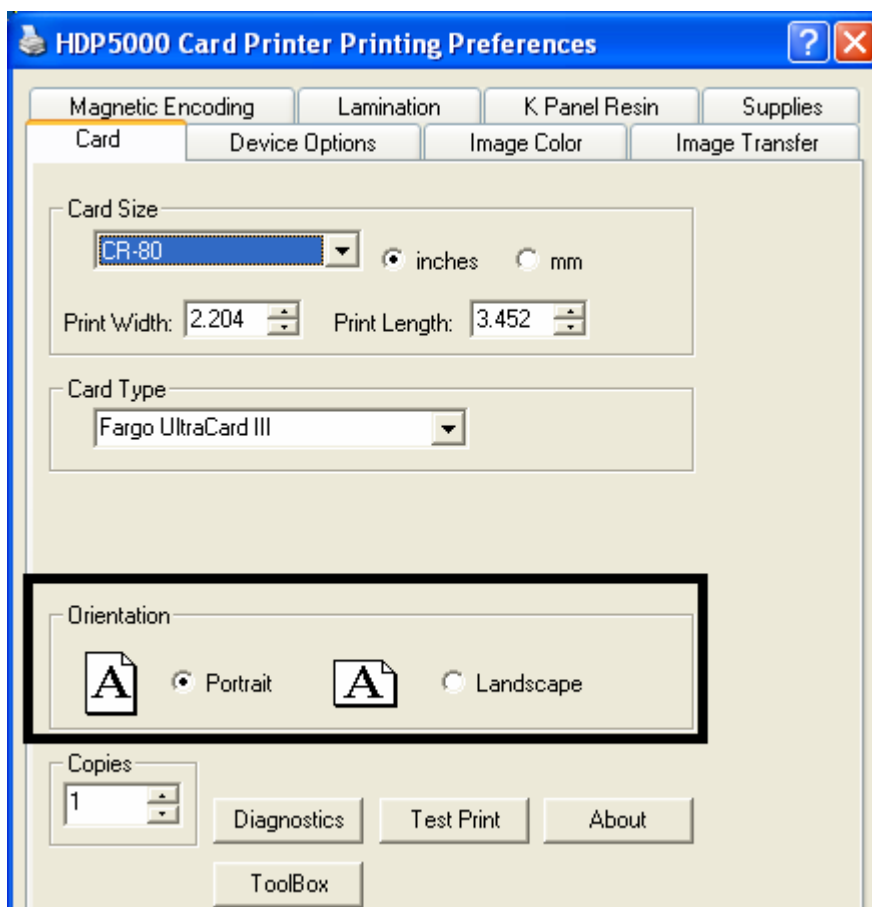 HDP5000 Card Printer Printing Preferences
Magnetic Encoding Lamination K Panel Resin Supplies
Card Device Options Image Color Image Transfer
Card Size
CR-80 inches mm
Print Width: 2.204 Print Length: 3.452
Card Type
Fargo UltraCard III
Orientation
A Portrait A Landscape
Copies
1 Diagnostics Test Print About
ToolBox